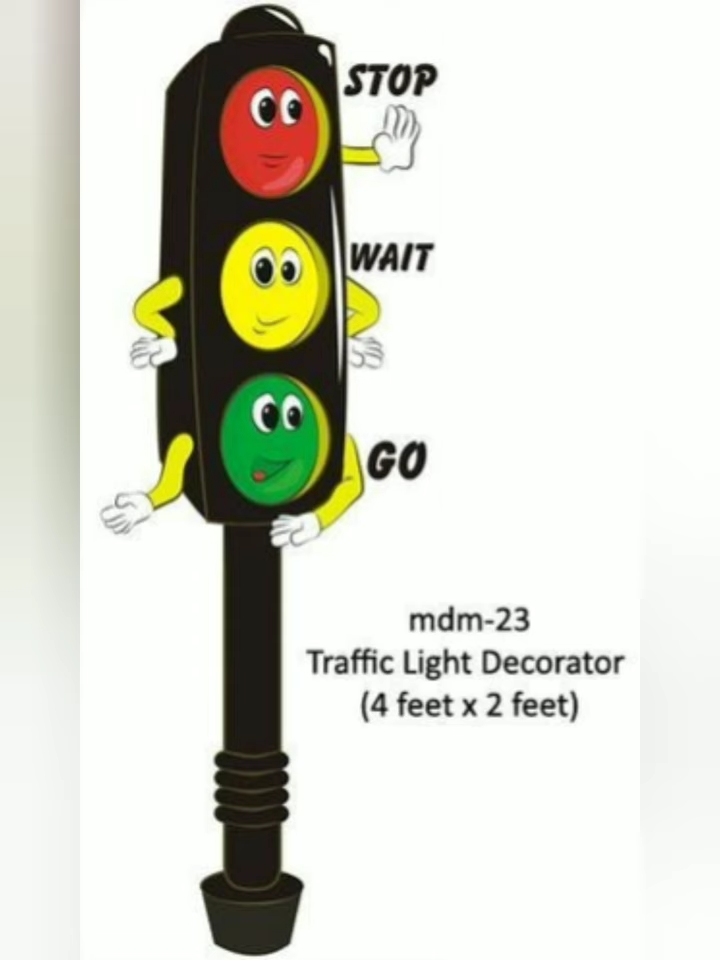 STOP
WAIT
GO
mdm-23
Traffic Light Decorator
(4 feet x 2 feet)